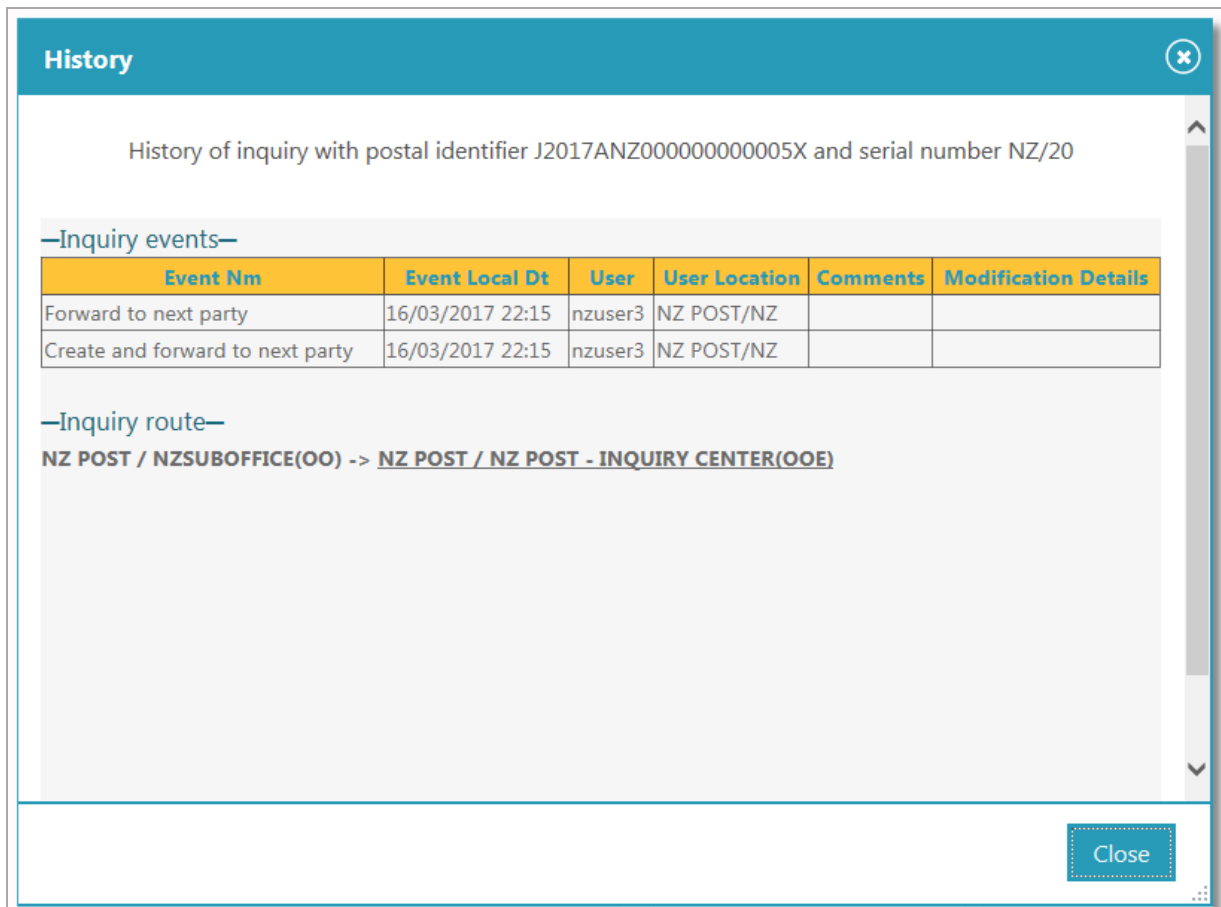 History
History of inquiry with postal identifier J2017ANZ000000000005X and serial number NZ/20
—Inquiry events—
Event Nm Event Local Dt User User Location Comments Modification Details
Forward to next party 16/03/2017 22:15 nzuser3 NZ POST/NZ
Create and forward to next party 16/03/2017 22:15 nzuser3 NZ POST/NZ
—Inquiry route—
NZ POST / NZSUBOFFICE(OO) -> NZ POST / NZ POST - INQUIRY CENTER(OOE)
Close